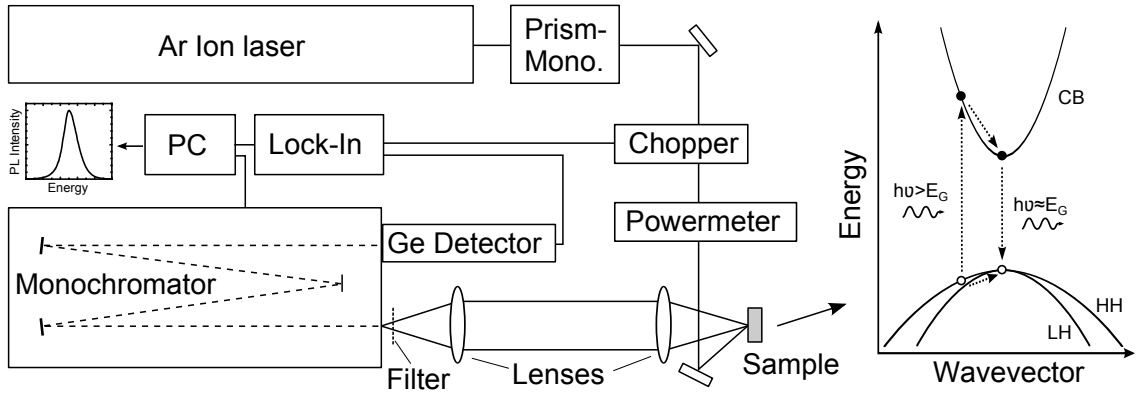 Ar Ion laser
Prism-
Mono.
PL Intensity
Energy
PC
Lock-In
Chopper
Powermeter
Ge Detector
Monochromator
Filter
Lenses
Sample
Energy
CB
hυ>E_G
hυ≈E_G
HH
LH
Wavevector